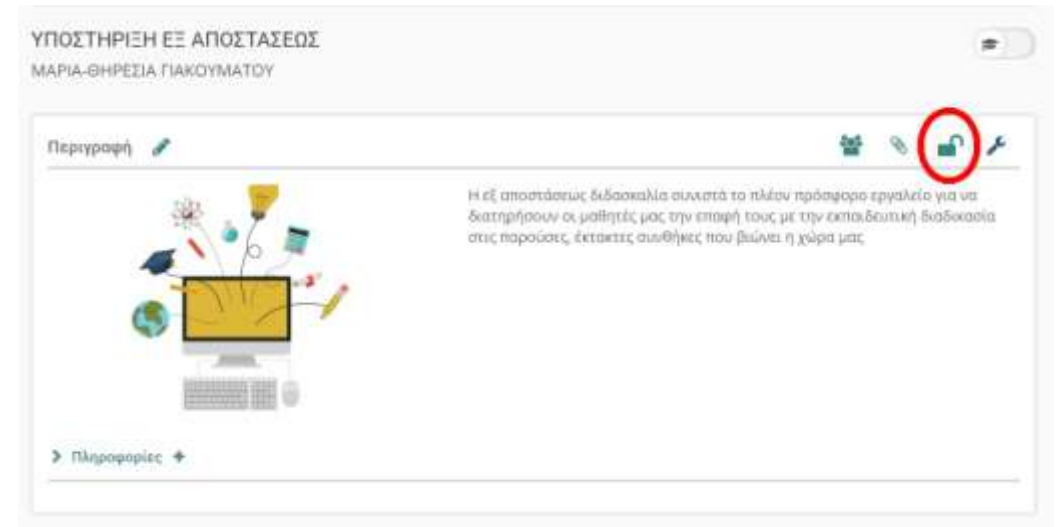 ΥΠΟΣΤΗΡΙΞΗ ΕΞ ΑΠΟΣΤΑΣΕΩΣ
ΜΑΡΙΑ-ΘΗΡΕΣΙΑ ΓΙΑΚΟΥΜΑΤΟΥ
Περιγραφή
Η εξ αποστάσεως διδασκαλία συνιστά το πλέον πρόσφορο εργαλείο για να
διατηρήσουν οι μαθητές μας την επαφή τους με την εκπαιδευτική διαδικασία
στις παρούσες, έκτακτες συνθήκες που βιώνει η χώρα μας
Πληροφορίες